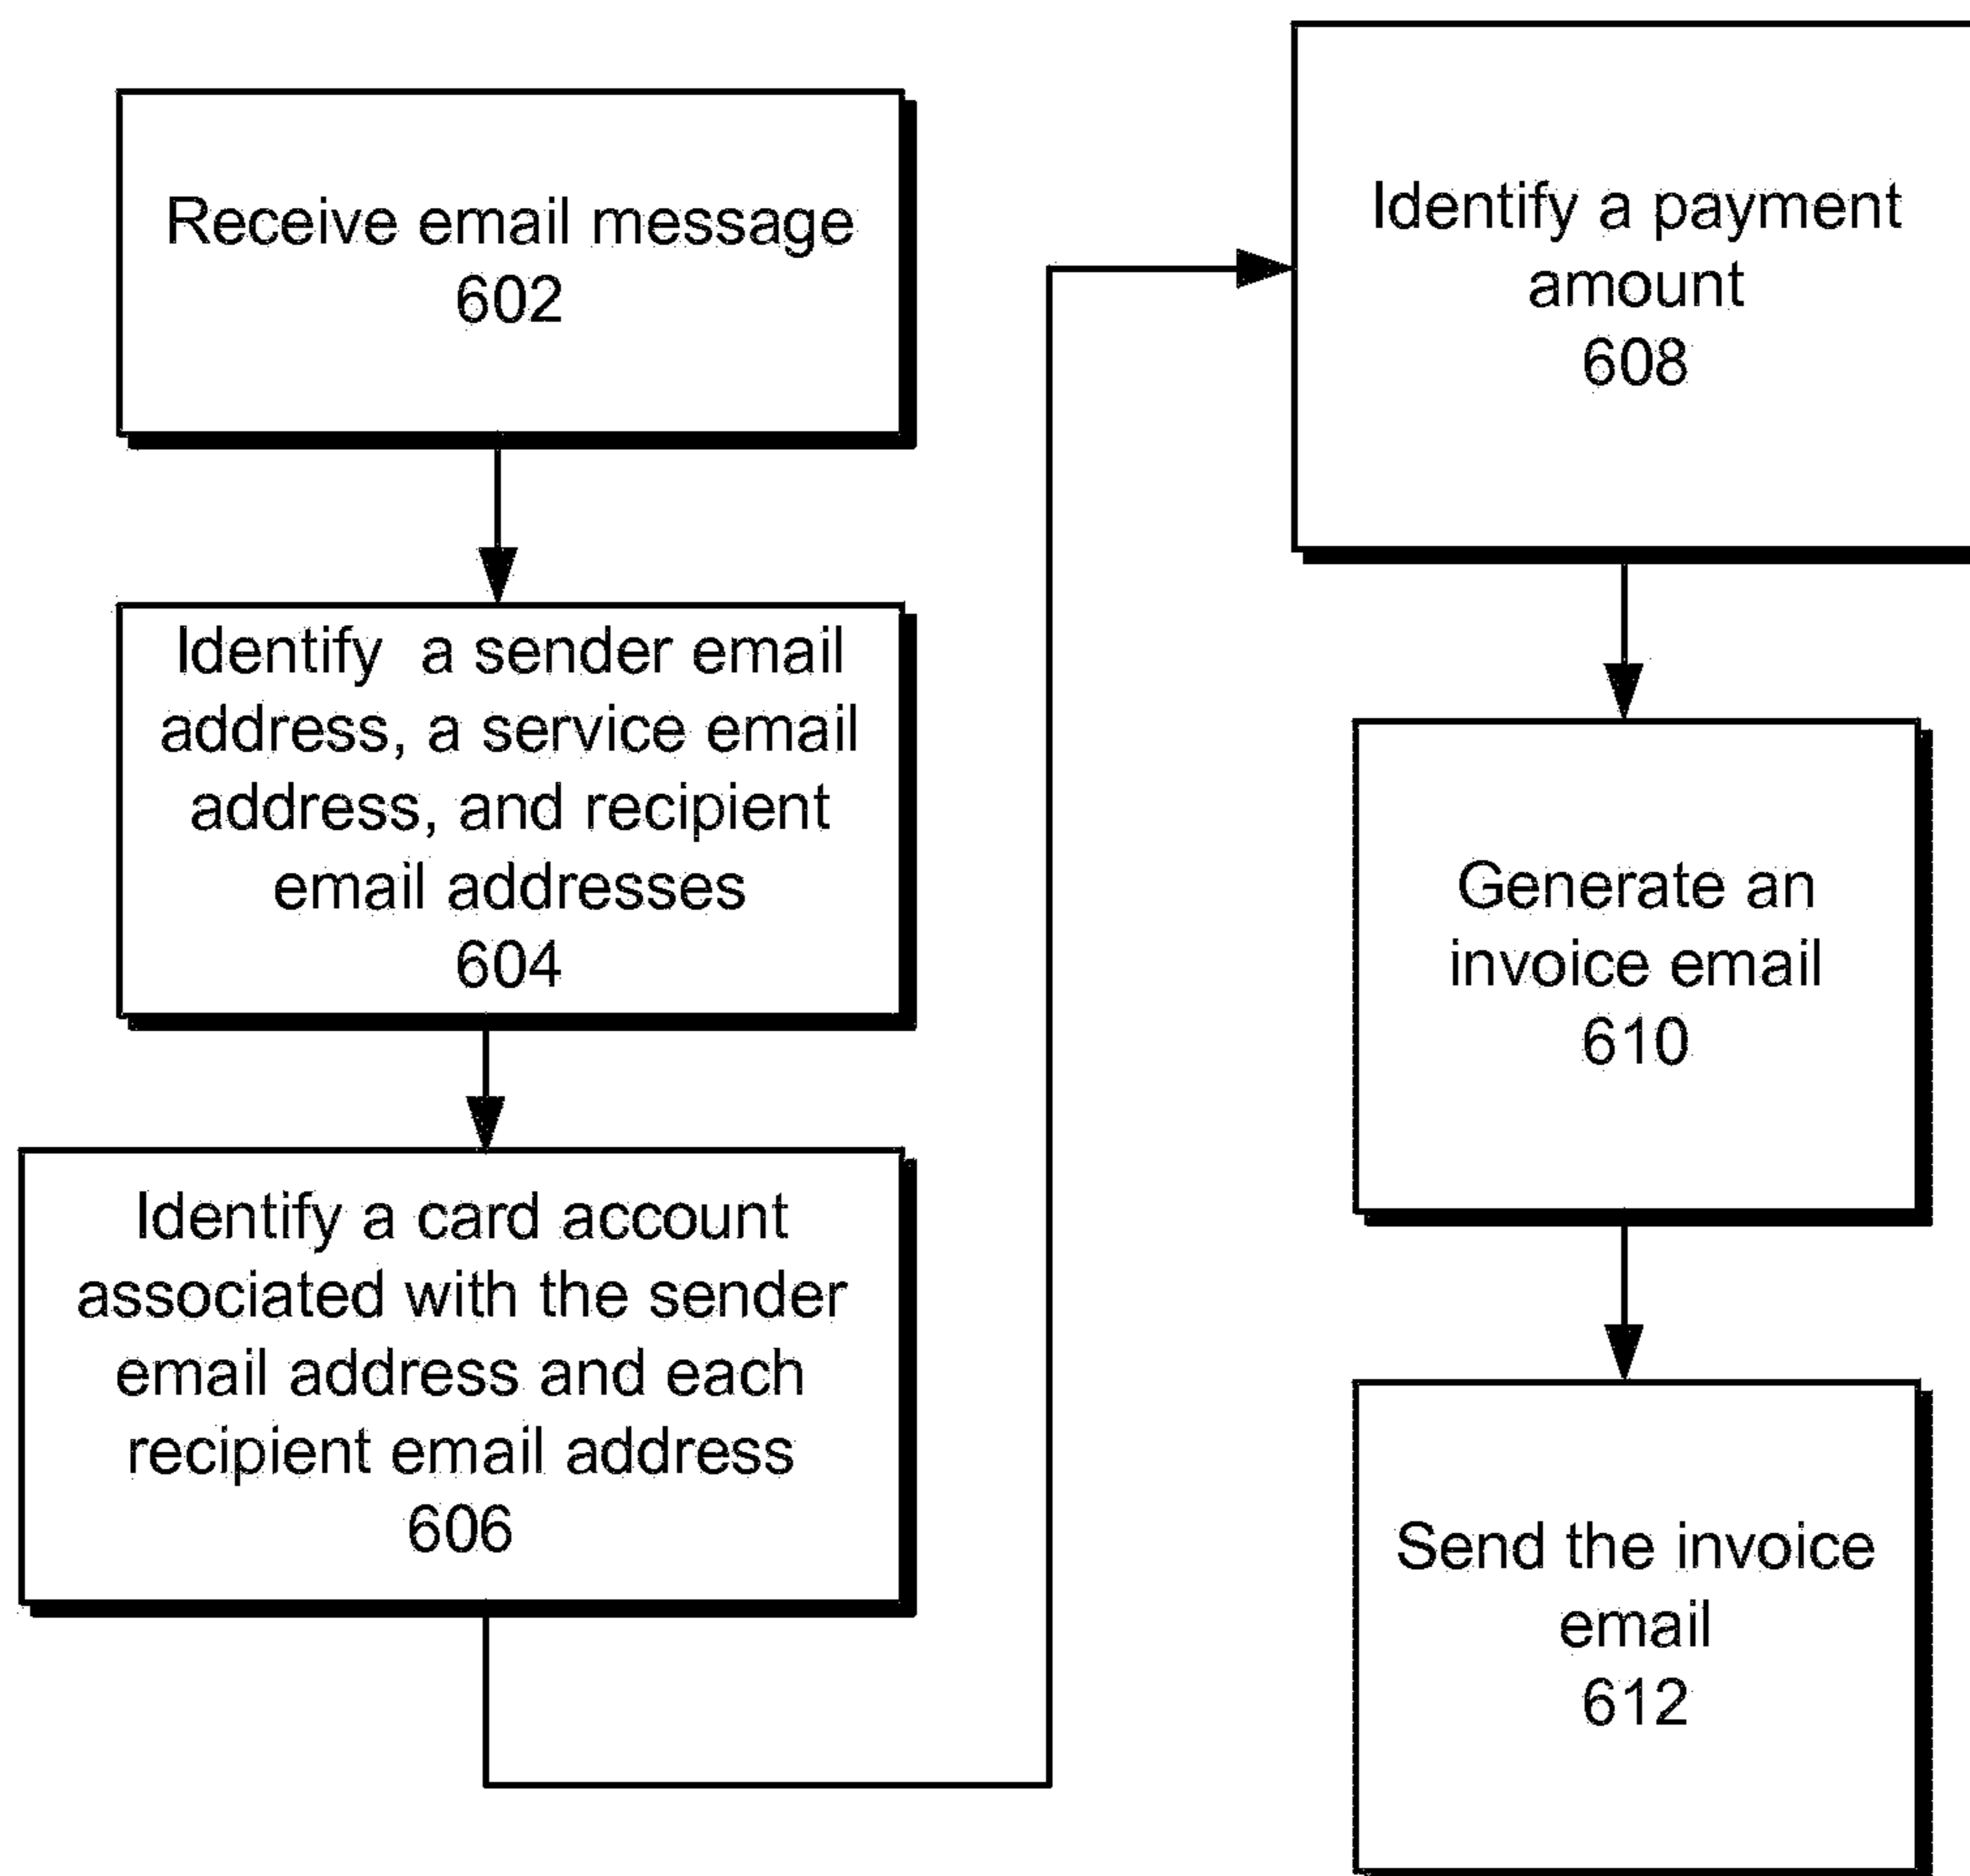 Receive email message
602
Identify a sender email
address, a service email
address, and recipient
email addresses
604
Identify a card account
associated with the sender
email address and each
recipient email address
606
Identify a payment
amount
608
Generate an
invoice email
610
Send the invoice
email
612